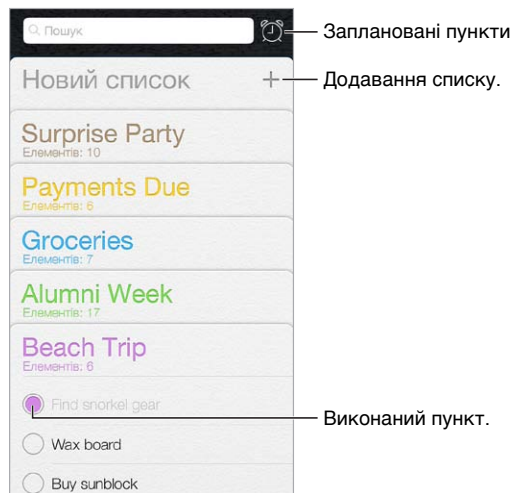 Пошук
Заплановані пункти
Новий список
Додавання списку.
Surprise Party
Елементів: 10
Payments Due
Елементів: 6
Groceries
Елементів: 7
Alumni Week
Елементів: 17
Beach Trip
Елементів: 6
Find snorkel gear
Виконаний пункт.
Wax board
Buy sunblock